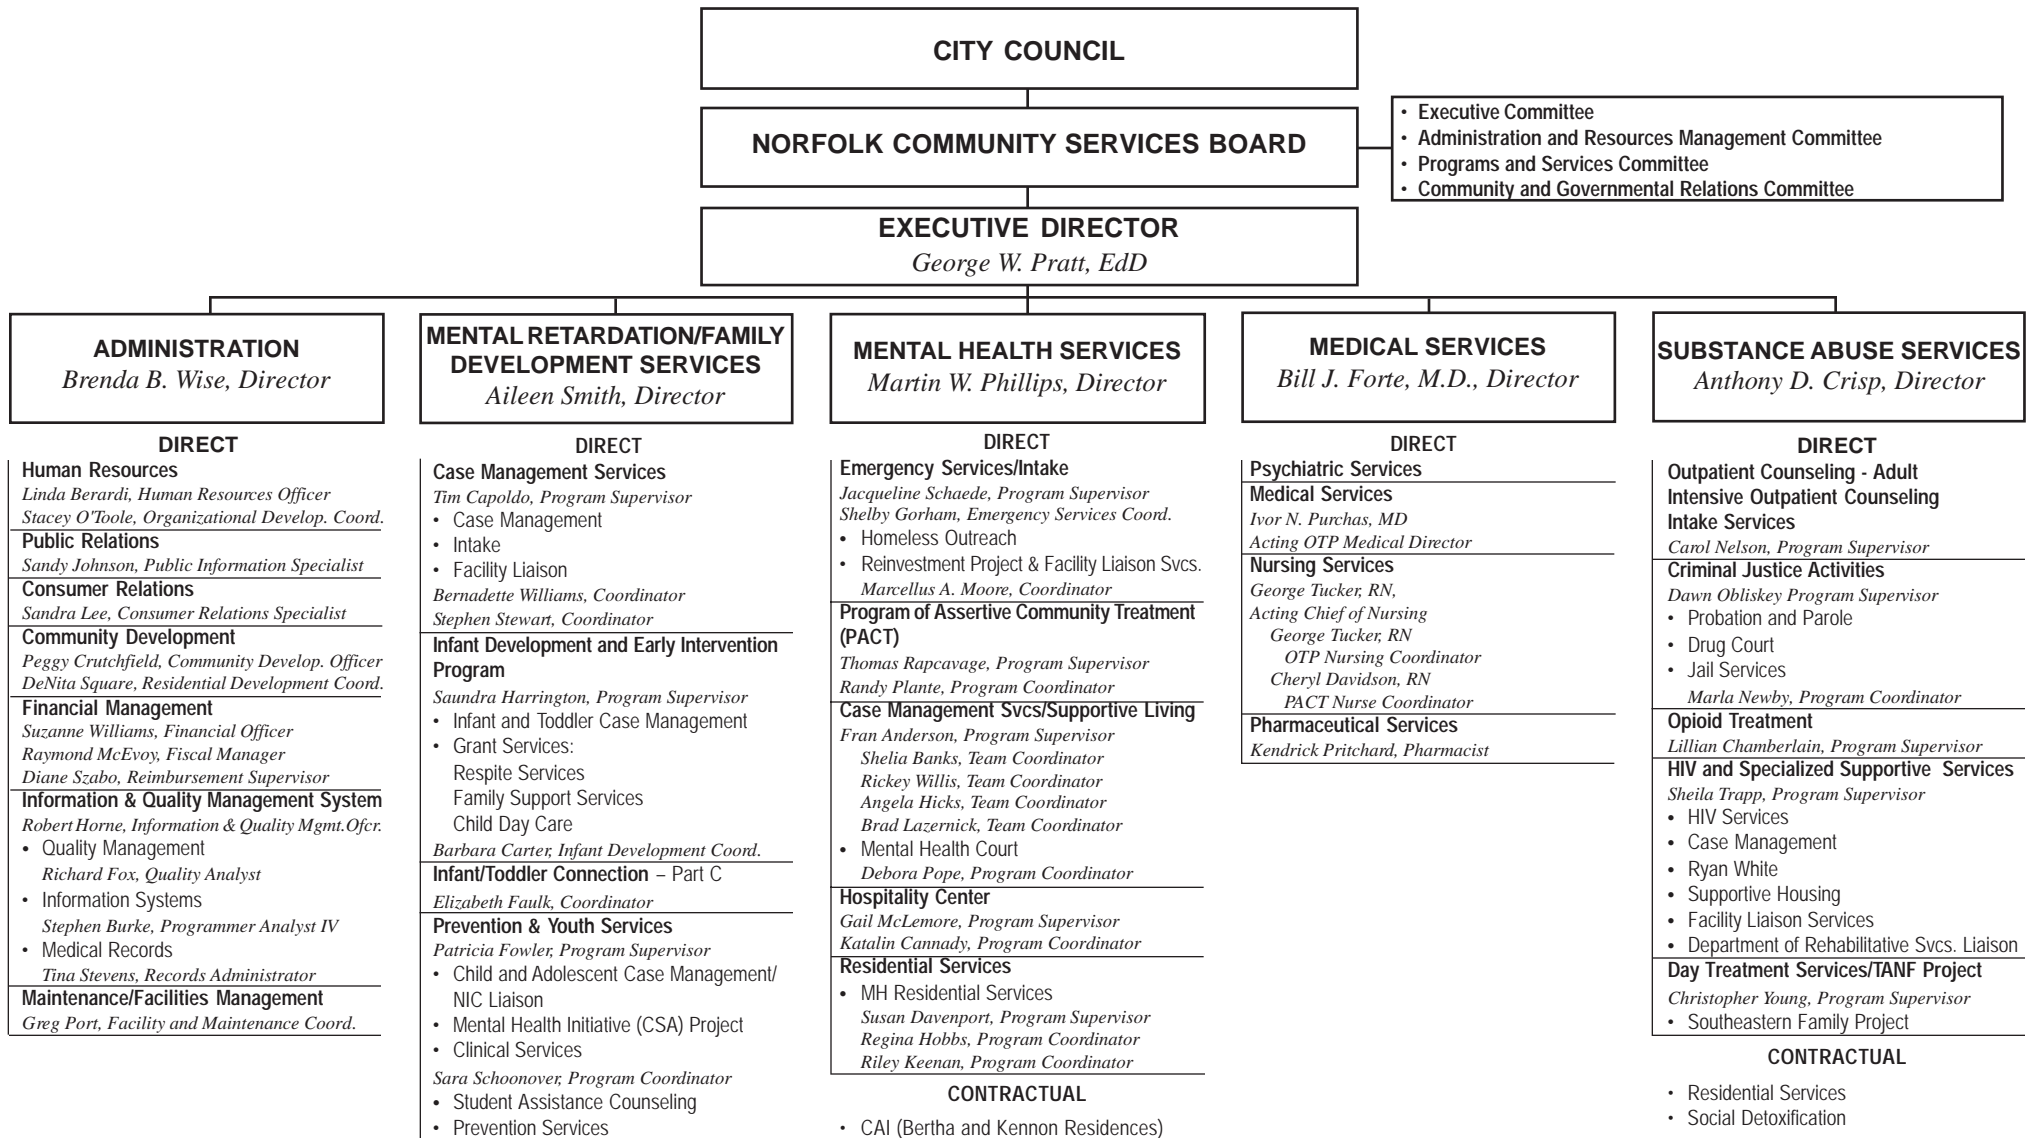 CITY COUNCIL
NORFOLK COMMUNITY SERVICES BOARD
• Executive Committee
• Administration and Resources Management Committee
• Programs and Services Committee
• Community and Governmental Relations Committee
EXECUTIVE DIRECTOR
George W. Pratt, EdD
ADMINISTRATION
Brenda B. Wise, Director
DIRECT
Human Resources
Linda Berardi, Human Resources Officer
Stacey O'Toole, Organizational Develop. Coord.
Public Relations
Sandy Johnson, Public Information Specialist
Consumer Relations
Sandra Lee, Consumer Relations Specialist
Community Development
Peggy Crutchfield, Community Develop. Officer
DeNita Square, Residential Development Coord.
Financial Management
Suzanne Williams, Financial Officer
Raymond McEvoy, Fiscal Manager
Diane Szabo, Reimbursement Supervisor
Information & Quality Management System
Robert Horne, Information & Quality Mgmt.Ofcr.
• Quality Management
Richard Fox, Quality Analyst
• Information Systems
Stephen Burke, Programmer Analyst IV
• Medical Records
Tina Stevens, Records Administrator
Maintenance/Facilities Management
Greg Port, Facility and Maintenance Coord.
MENTAL RETARDATION/FAMILY
DEVELOPMENT SERVICES
Aileen Smith, Director
DIRECT
Case Management Services
Tim Capoldo, Program Supervisor
• Case Management
• Intake
• Facility Liaison
Bernadette Williams, Coordinator
Stephen Stewart, Coordinator
Infant Development and Early Intervention
Program
Saundra Harrington, Program Supervisor
• Infant and Toddler Case Management
• Grant Services:
Respite Services
Family Support Services
Child Day Care
Barbara Carter, Infant Development Coord.
Infant/Toddler Connection – Part C
Elizabeth Faulk, Coordinator
Prevention & Youth Services
Patricia Fowler, Program Supervisor
• Child and Adolescent Case Management/
NIC Liaison
• Mental Health Initiative (CSA) Project
• Clinical Services
Sara Schoonover, Program Coordinator
• Student Assistance Counseling
• Prevention Services
MENTAL HEALTH SERVICES
Martin W. Phillips, Director
DIRECT
Emergency Services/Intake
Jacqueline Schaede, Program Supervisor
Shelby Gorham, Emergency Services Coord.
• Homeless Outreach
• Reinvestment Project & Facility Liaison Svcs.
Marcellus A. Moore, Coordinator
Program of Assertive Community Treatment
(PACT)
Thomas Rapcavage, Program Supervisor
Randy Plante, Program Coordinator
Case Management Svcs/Supportive Living
Fran Anderson, Program Supervisor
Shelia Banks, Team Coordinator
Rickey Willis, Team Coordinator
Angela Hicks, Team Coordinator
Brad Lazernick, Team Coordinator
• Mental Health Court
Debora Pope, Program Coordinator
Hospitality Center
Gail McLemore, Program Supervisor
Katalin Cannady, Program Coordinator
Residential Services
• MH Residential Services
Susan Davenport, Program Supervisor
Regina Hobbs, Program Coordinator
Riley Keenan, Program Coordinator
CONTRACTUAL
• CAI (Bertha and Kennon Residences)
MEDICAL SERVICES
Bill J. Forte, M.D., Director
DIRECT
Psychiatric Services
Medical Services
Ivor N. Purchas, MD
Acting OTP Medical Director
Nursing Services
George Tucker, RN,
Acting Chief of Nursing
George Tucker, RN
OTP Nursing Coordinator
Cheryl Davidson, RN
PACT Nurse Coordinator
Pharmaceutical Services
Kendrick Pritchard, Pharmacist
SUBSTANCE ABUSE SERVICES
Anthony D. Crisp, Director
DIRECT
Outpatient Counseling - Adult
Intensive Outpatient Counseling
Intake Services
Carol Nelson, Program Supervisor
Criminal Justice Activities
Dawn Obliskey Program Supervisor
• Probation and Parole
• Drug Court
• Jail Services
Marla Newby, Program Coordinator
Opioid Treatment
Lillian Chamberlain, Program Supervisor
HIV and Specialized Supportive Services
Sheila Trapp, Program Supervisor
• HIV Services
• Case Management
• Ryan White
• Supportive Housing
• Facility Liaison Services
• Department of Rehabilitative Svcs. Liaison
Day Treatment Services/TANF Project
Christopher Young, Program Supervisor
• Southeastern Family Project
CONTRACTUAL
• Residential Services
• Social Detoxification